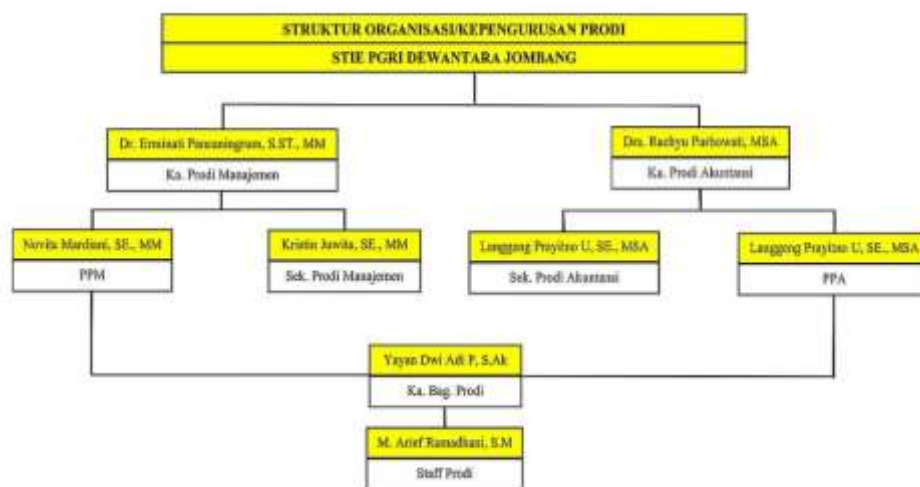 STRUKTUR ORGANISASI/KEPENGURUSAN PRODI
STIE PGRI DEWANTARA JOMBANG
Dr. Erminati Pancaningrum, S.ST., MM
Ka. Prodi Manajemen
Dra. Rachyu Purbowati, MSA
Ka. Prodi Akuntansi
Novita Mardiani, SE., MM
PPM
Kristin Juwita, SE., MM
Sek. Prodi Manajemen
Langgeng Prayitno U, SE., MSA
Sek. Prodi Akuntansi
Langgeng Prayitno U, SE., MSA
PPA
Yayan Dwi Adi P, S.Ak
Ka. Bag. Prodi
M. Arief Ramadhani, S.M
Staff Prodi